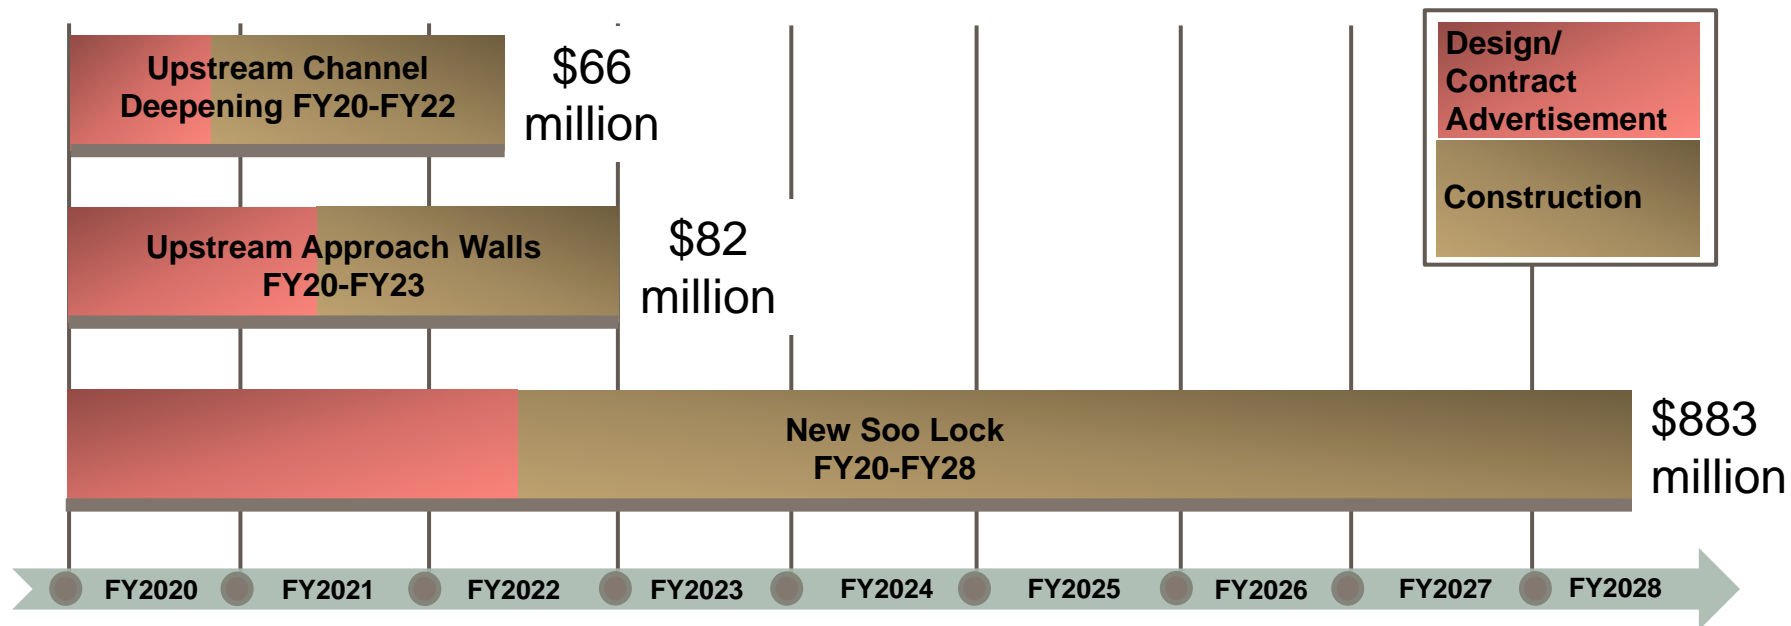 Upstream Channel
Deepening FY20-FY22
$66
million
Design/
Contract
Advertisement
Construction
Upstream Approach Walls
FY20-FY23
$82
million
New Soo Lock
FY20-FY28
$883
million
FY2020 FY2021 FY2022 FY2023 FY2024 FY2025 FY2026 FY2027 FY2028